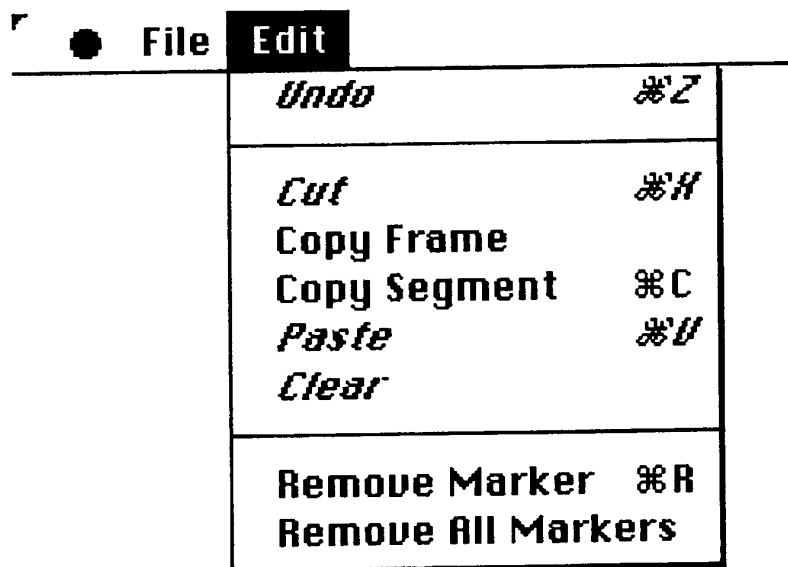 File Edit
Undo ⌘Z
Cut ⌘X
Copy Frame
Copy Segment ⌘C
Paste ⌘V
Clear
Remove Marker ⌘R
Remove All Markers